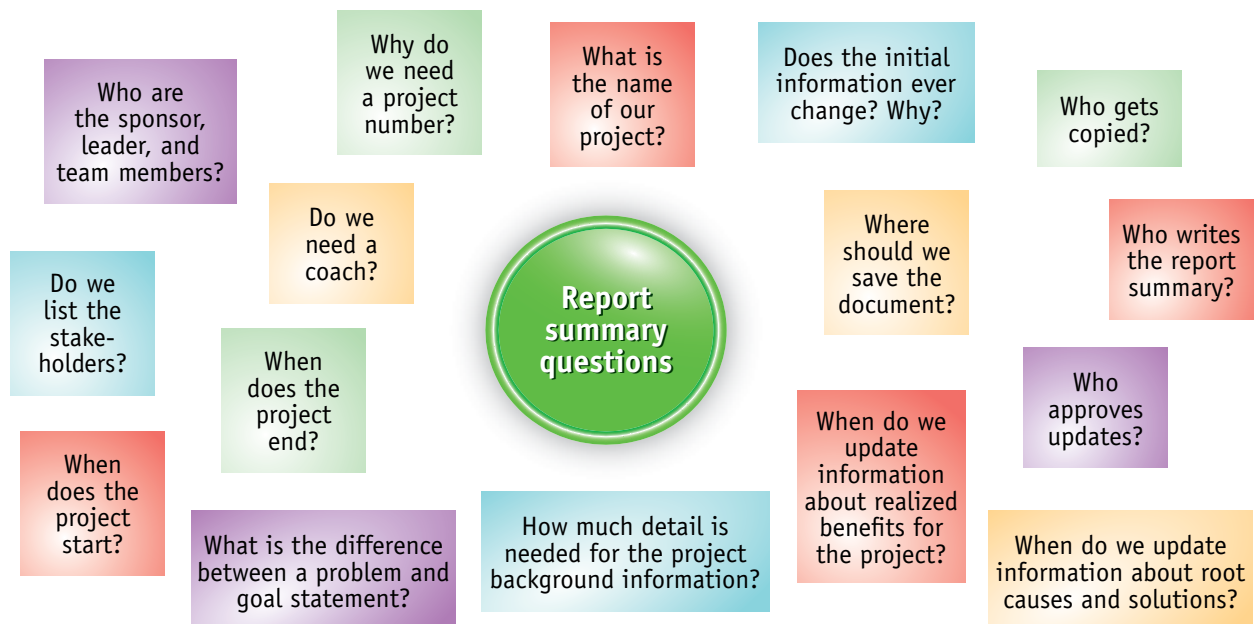 Who are
the sponsor,
leader, and
team members?
Why do
we need
a project
number?
What is
the name
of our
project?
Does the initial
information ever
change? Why?
Who gets
copied?
Do we
need a
coach?
Where
should we
save the
document?
Who writes
the report
summary?
Do we
list the
stake-
holders?
Report
summary
questions
When
does the
project
end?
Who
approves
updates?
When
does the
project
start?
When do we
update
information
about realized
benefits for
the project?
What is the difference
between a problem and
goal statement?
How much detail is
needed for the project
background information?
When do we update
information about root
causes and solutions?